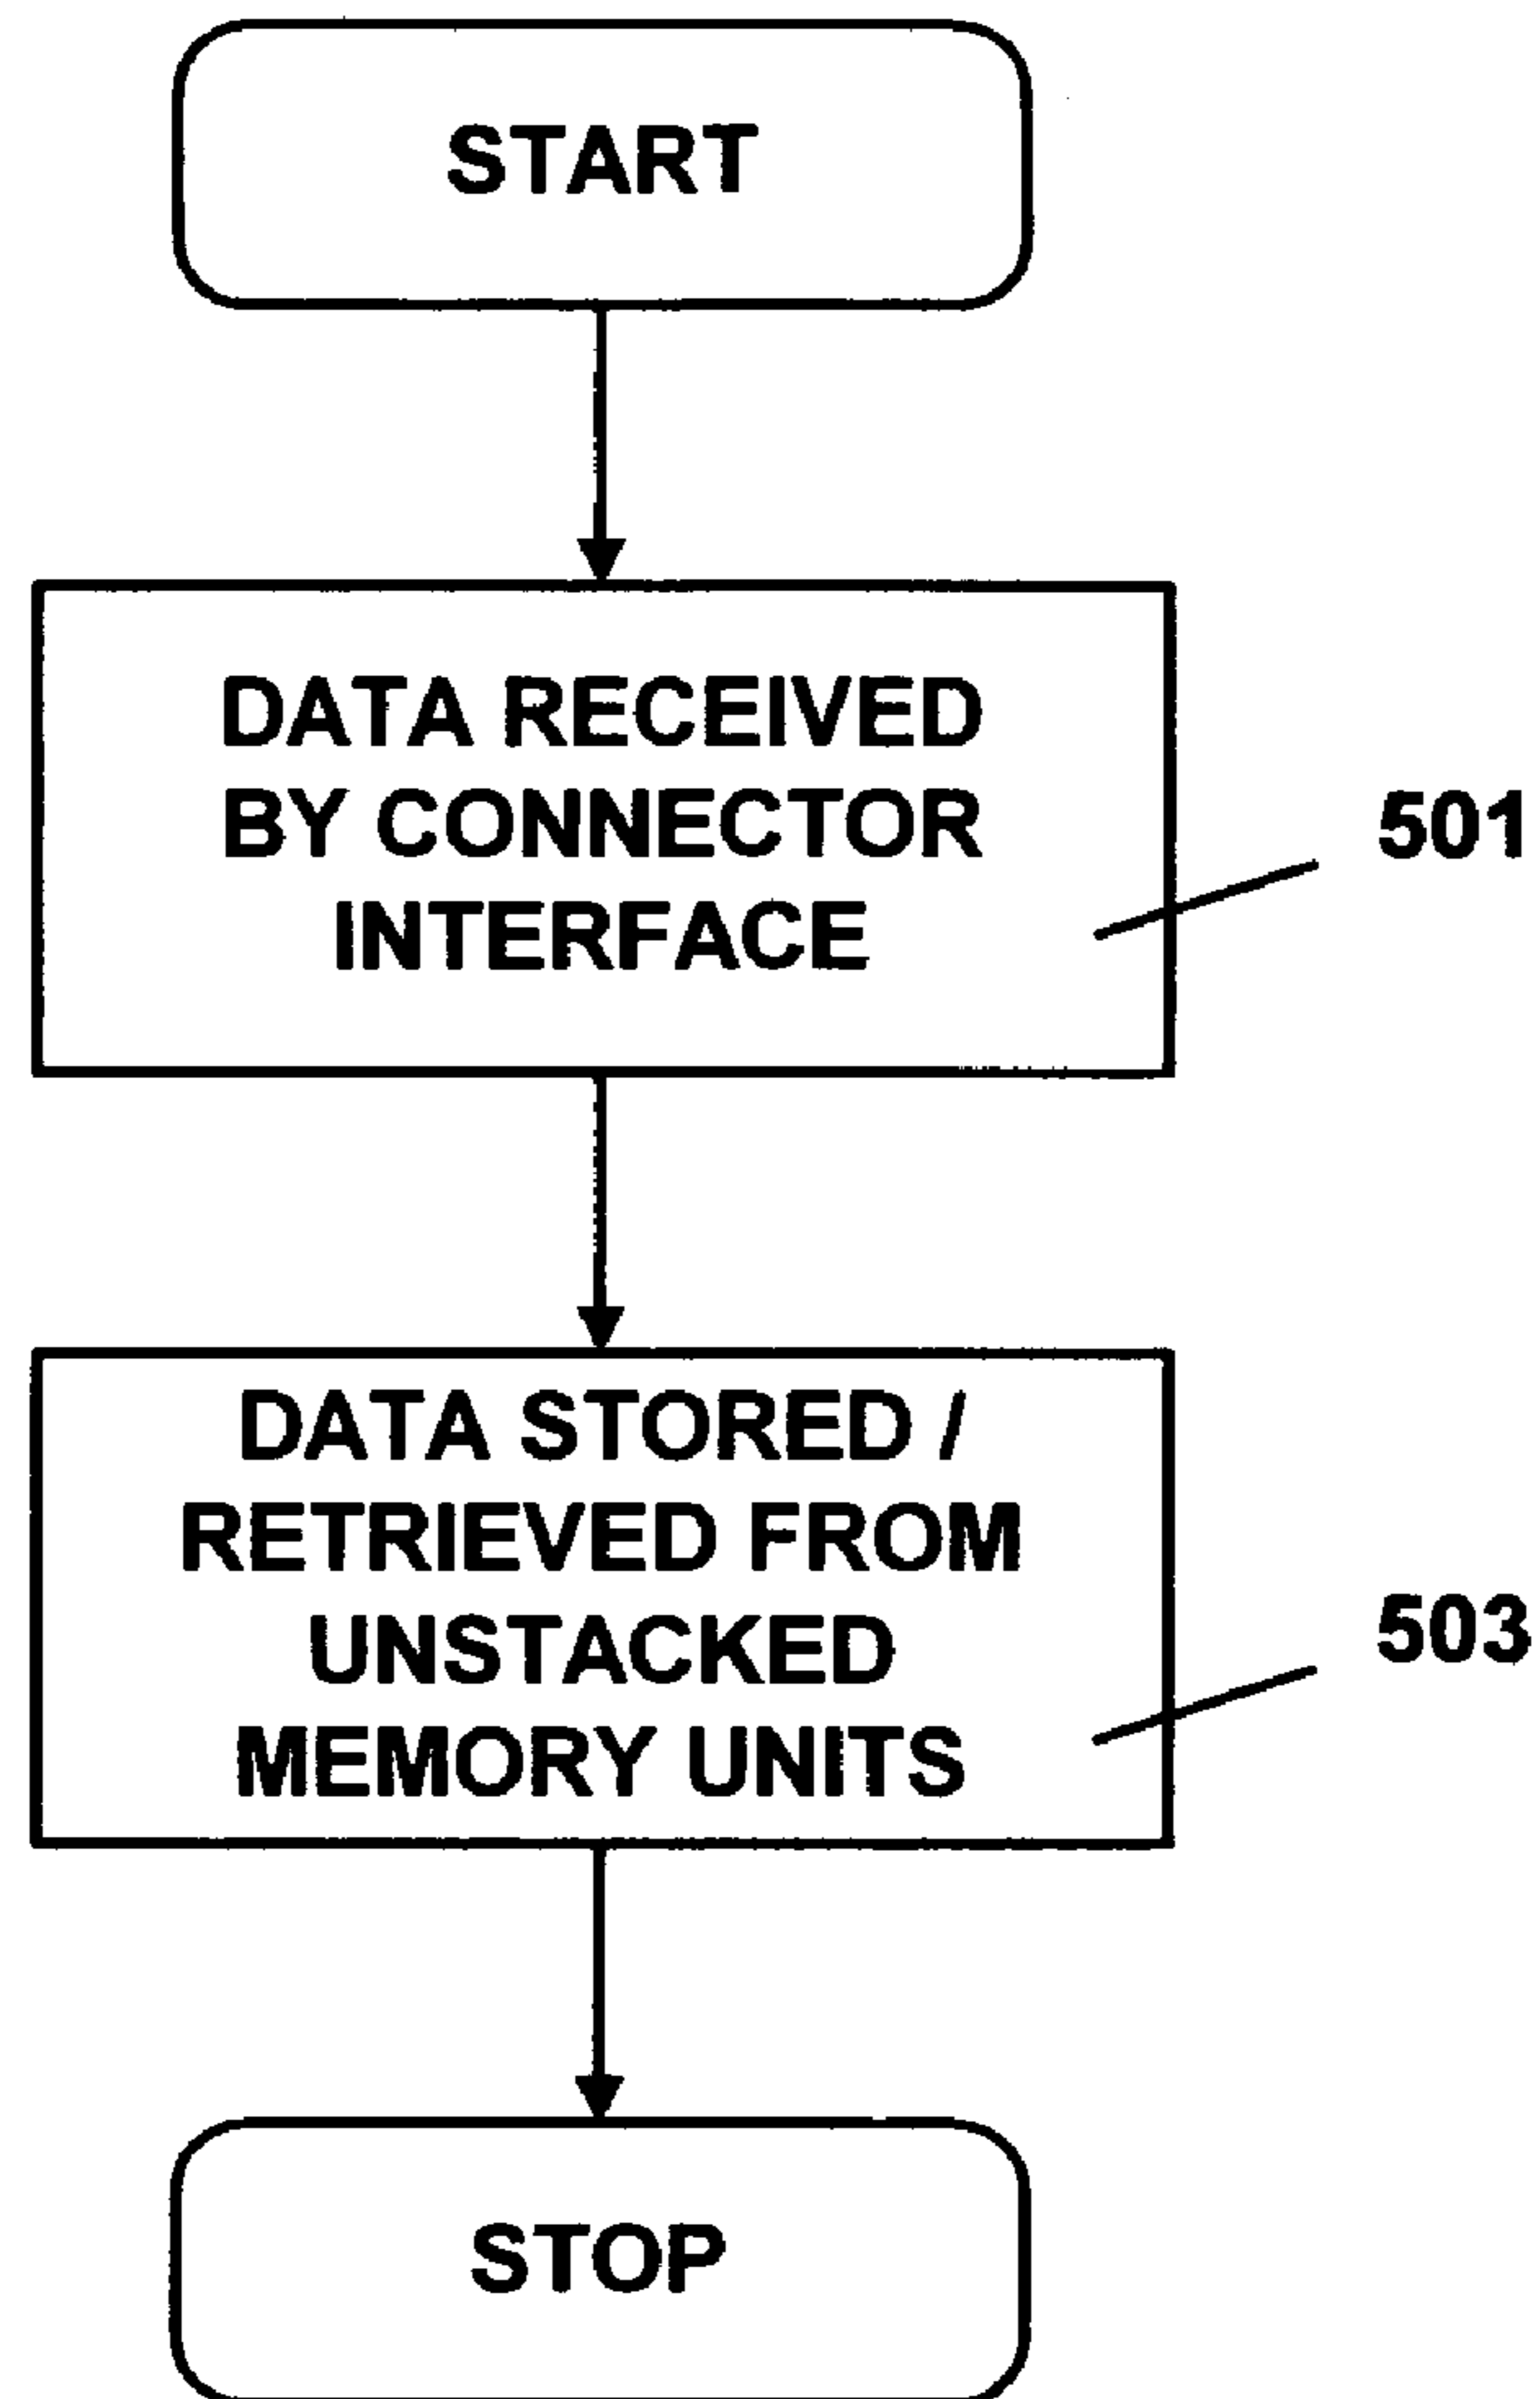 START
DATA RECEIVED
BY CONNECTOR
INTERFACE
501
DATA STORED /
RETRIEVED FROM
UNSTACKED
MEMORY UNITS
503
STOP